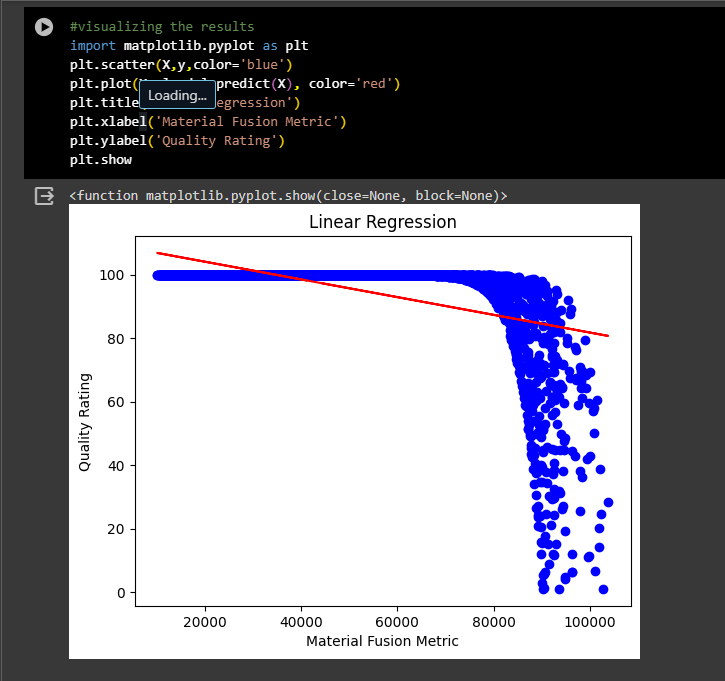 #visualizing the results
import matplotlib.pyplot as plt
plt.scatter(X,y,color='blue')
plt.plot( predict(X), color='red')
Loading...
plt.title egression')
plt.xlabel('Material Fusion Metric')
plt.ylabel('Quality Rating')
plt.show
<function matplotlib.pyplot.show(close=None, block=None)>
Linear Regression
100
80
60
40
20
0
Quality Rating
20000 40000 60000 80000 100000
Material Fusion Metric